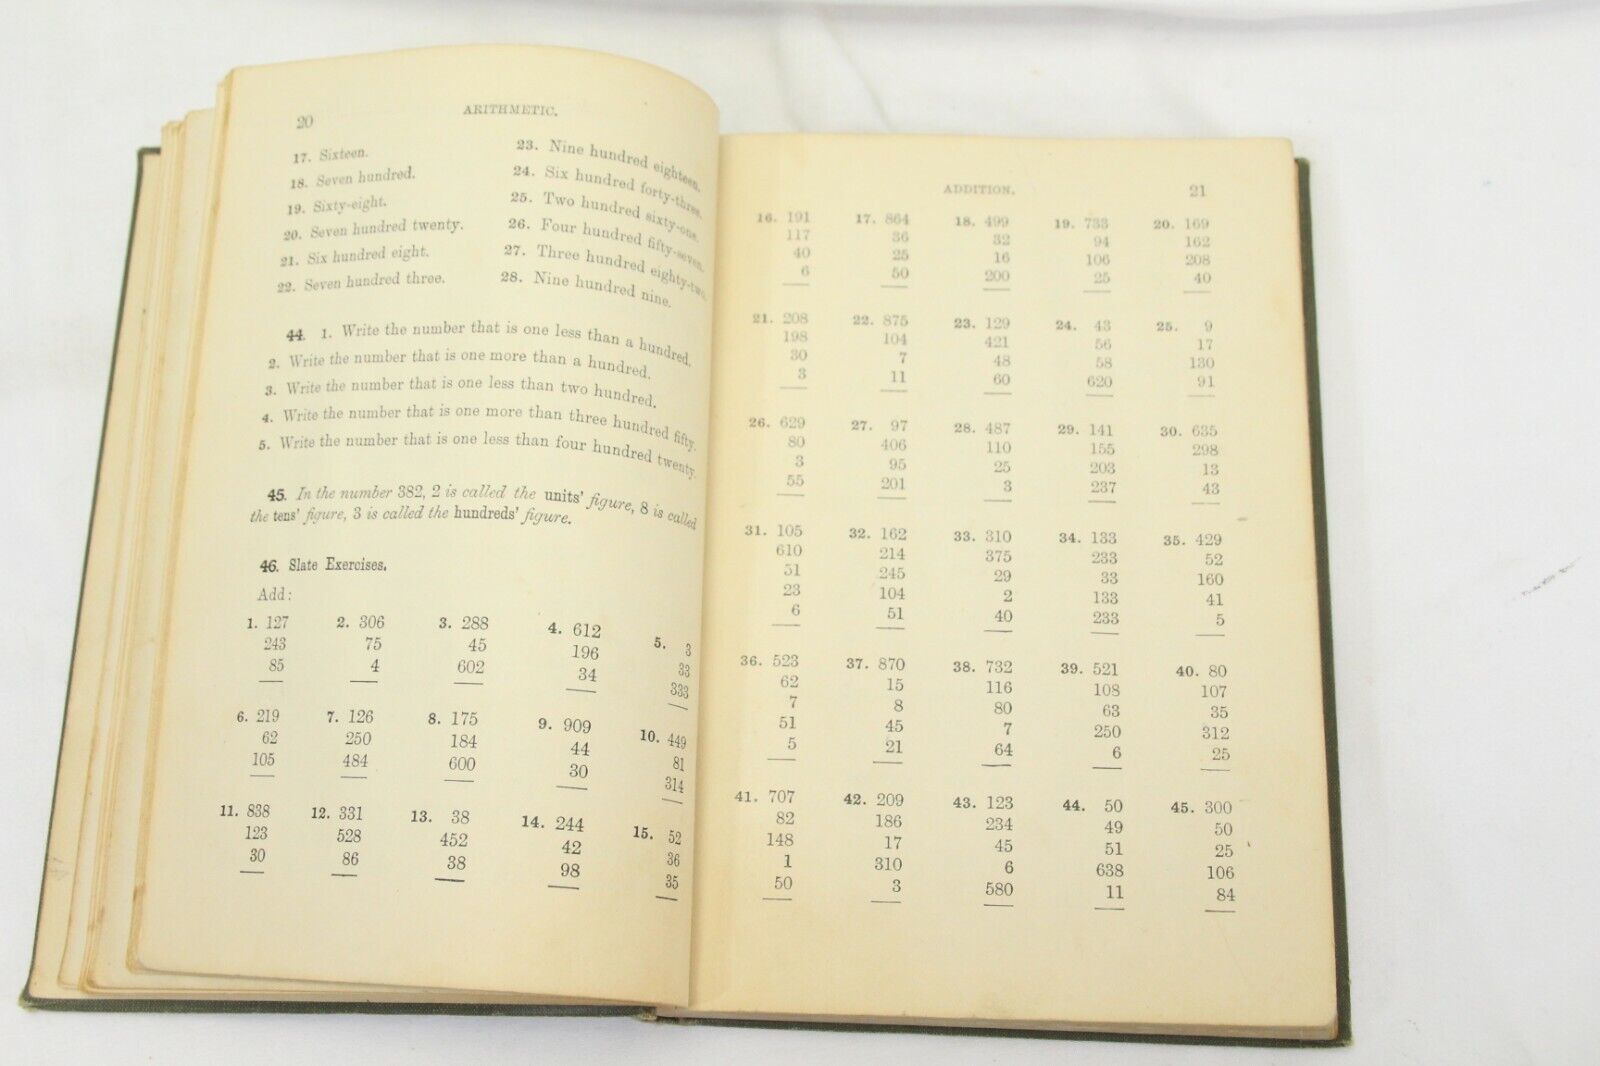 20
ARITHMETIC.
17. Sixteen.
18. Seven hundred.
19. Sixty-eight.
20. Seven hundred twenty.
21. Six hundred eight.
22. Seven hundred three.
23. Nine hundred eighteen.
24. Six hundred forty-three.
25. Two hundred sixty-one.
26. Four hundred fifty-seven.
27. Three hundred eighty-two.
28. Nine hundred nine.
44. 1. Write the number that is one less than a hundred.
2. Write the number that is one more than a hundred.
3. Write the number that is one less than two hundred.
4. Write the number that is one more than three hundred fifty.
5. Write the number that is one less than four hundred twenty.
45. In the number 382, 2 is called the units' figure, 8 is called
the tens' figure, 3 is called the hundreds' figure.
46. Slate Exercises.
Add:
1. 127 2. 306 3. 288 4. 612 5. 3
243 75 45 196 33
85 4 602 34 333
6. 219 7. 126 8. 175 9. 909 10. 449
62 250 184 44 81
105 484 600 30 314
11. 838 12. 331 13. 38 14. 244 15. 52
123 528 452 42 36
30 86 38 98 35
ADDITION. 21
16. 191 17. 864 18. 499 19. 733 20. 169
117 36 32 94 162
40 25 16 106 208
6 50 200 25 40
21. 208 22. 875 23. 129 24. 43 25. 9
198 104 421 56 17
30 7 48 58 130
3 11 60 620 91
26. 629 27. 97 28. 487 29. 141 30. 635
80 406 110 155 298
3 95 25 203 13
55 201 3 237 43
31. 105 32. 162 33. 310 34. 133 35. 429
610 214 375 233 52
51 245 29 33 160
23 104 2 133 41
6 51 40 233 5
36. 523 37. 870 38. 732 39. 521 40. 80
62 15 116 108 107
7 8 80 63 35
51 45 7 250 312
5 21 64 6 25
41. 707 42. 209 43. 123 44. 50 45. 300
82 186 234 49 50
148 17 45 51 25
1 310 6 638 106
50 3 580 11 84